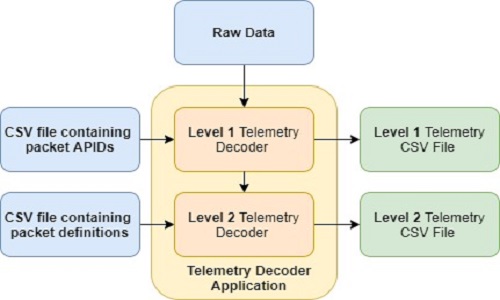 Raw Data
CSV file containing
packet APIDs
Level 1 Telemetry
Decoder
Level 1 Telemetry
CSV File
CSV file containing
packet definitions
Level 2 Telemetry
Decoder
Level 2 Telemetry
CSV File
Telemetry Decoder
Application